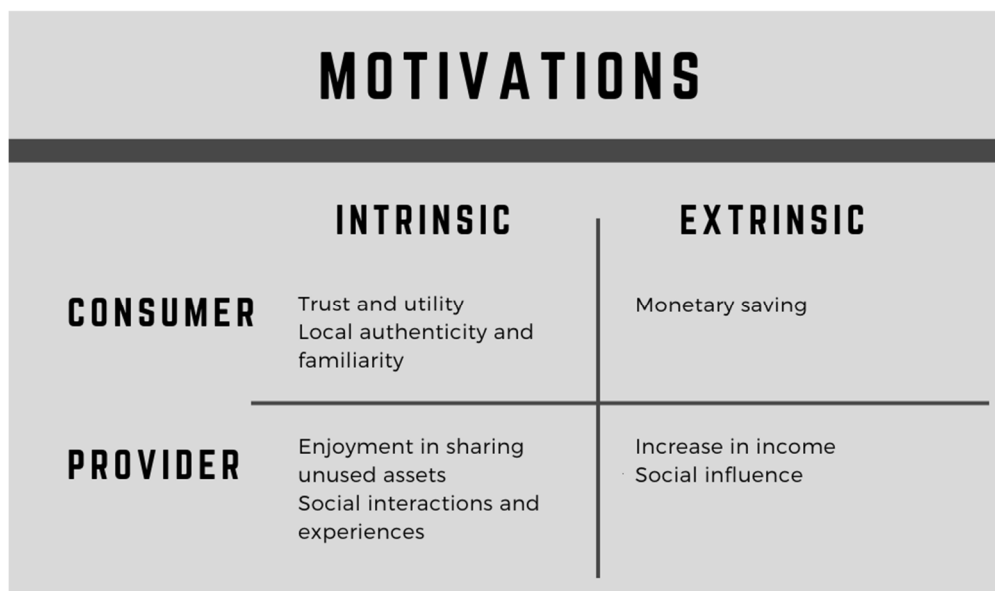 MOTIVATIONS
INTRINSIC
EXTRINSIC
CONSUMER
Trust and utility
Local authenticity and
familiarity
Monetary saving
PROVIDER
Enjoyment in sharing
unused assets
Social interactions and
experiences
Increase in income
Social influence